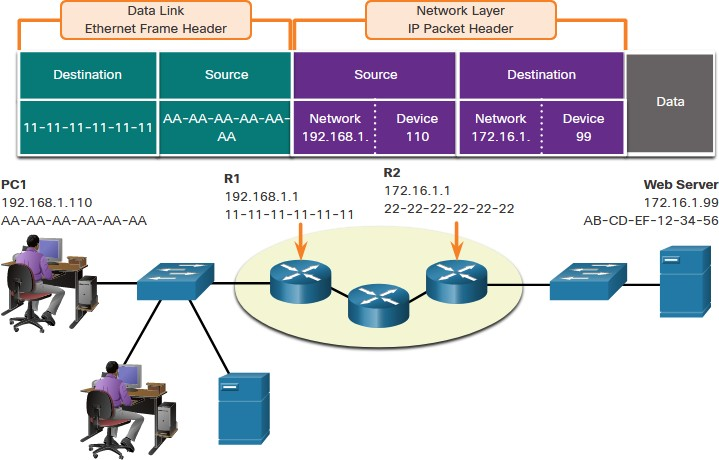 Data Link
Ethernet Frame Header
Network Layer
IP Packet Header
Destination
Source
Source
Destination
Data
11-11-11-11-11-11
AA-AA-AA-AA-AA-
AA
Network
192.168.1.
Device
110
Network
172.16.1.
Device
99
PC1
192.168.1.110
AA-AA-AA-AA-AA-AA
R1
192.168.1.1
11-11-11-11-11-11
R2
172.16.1.1
22-22-22-22-22-22
Web Server
172.16.1.99
AB-CD-EF-12-34-56